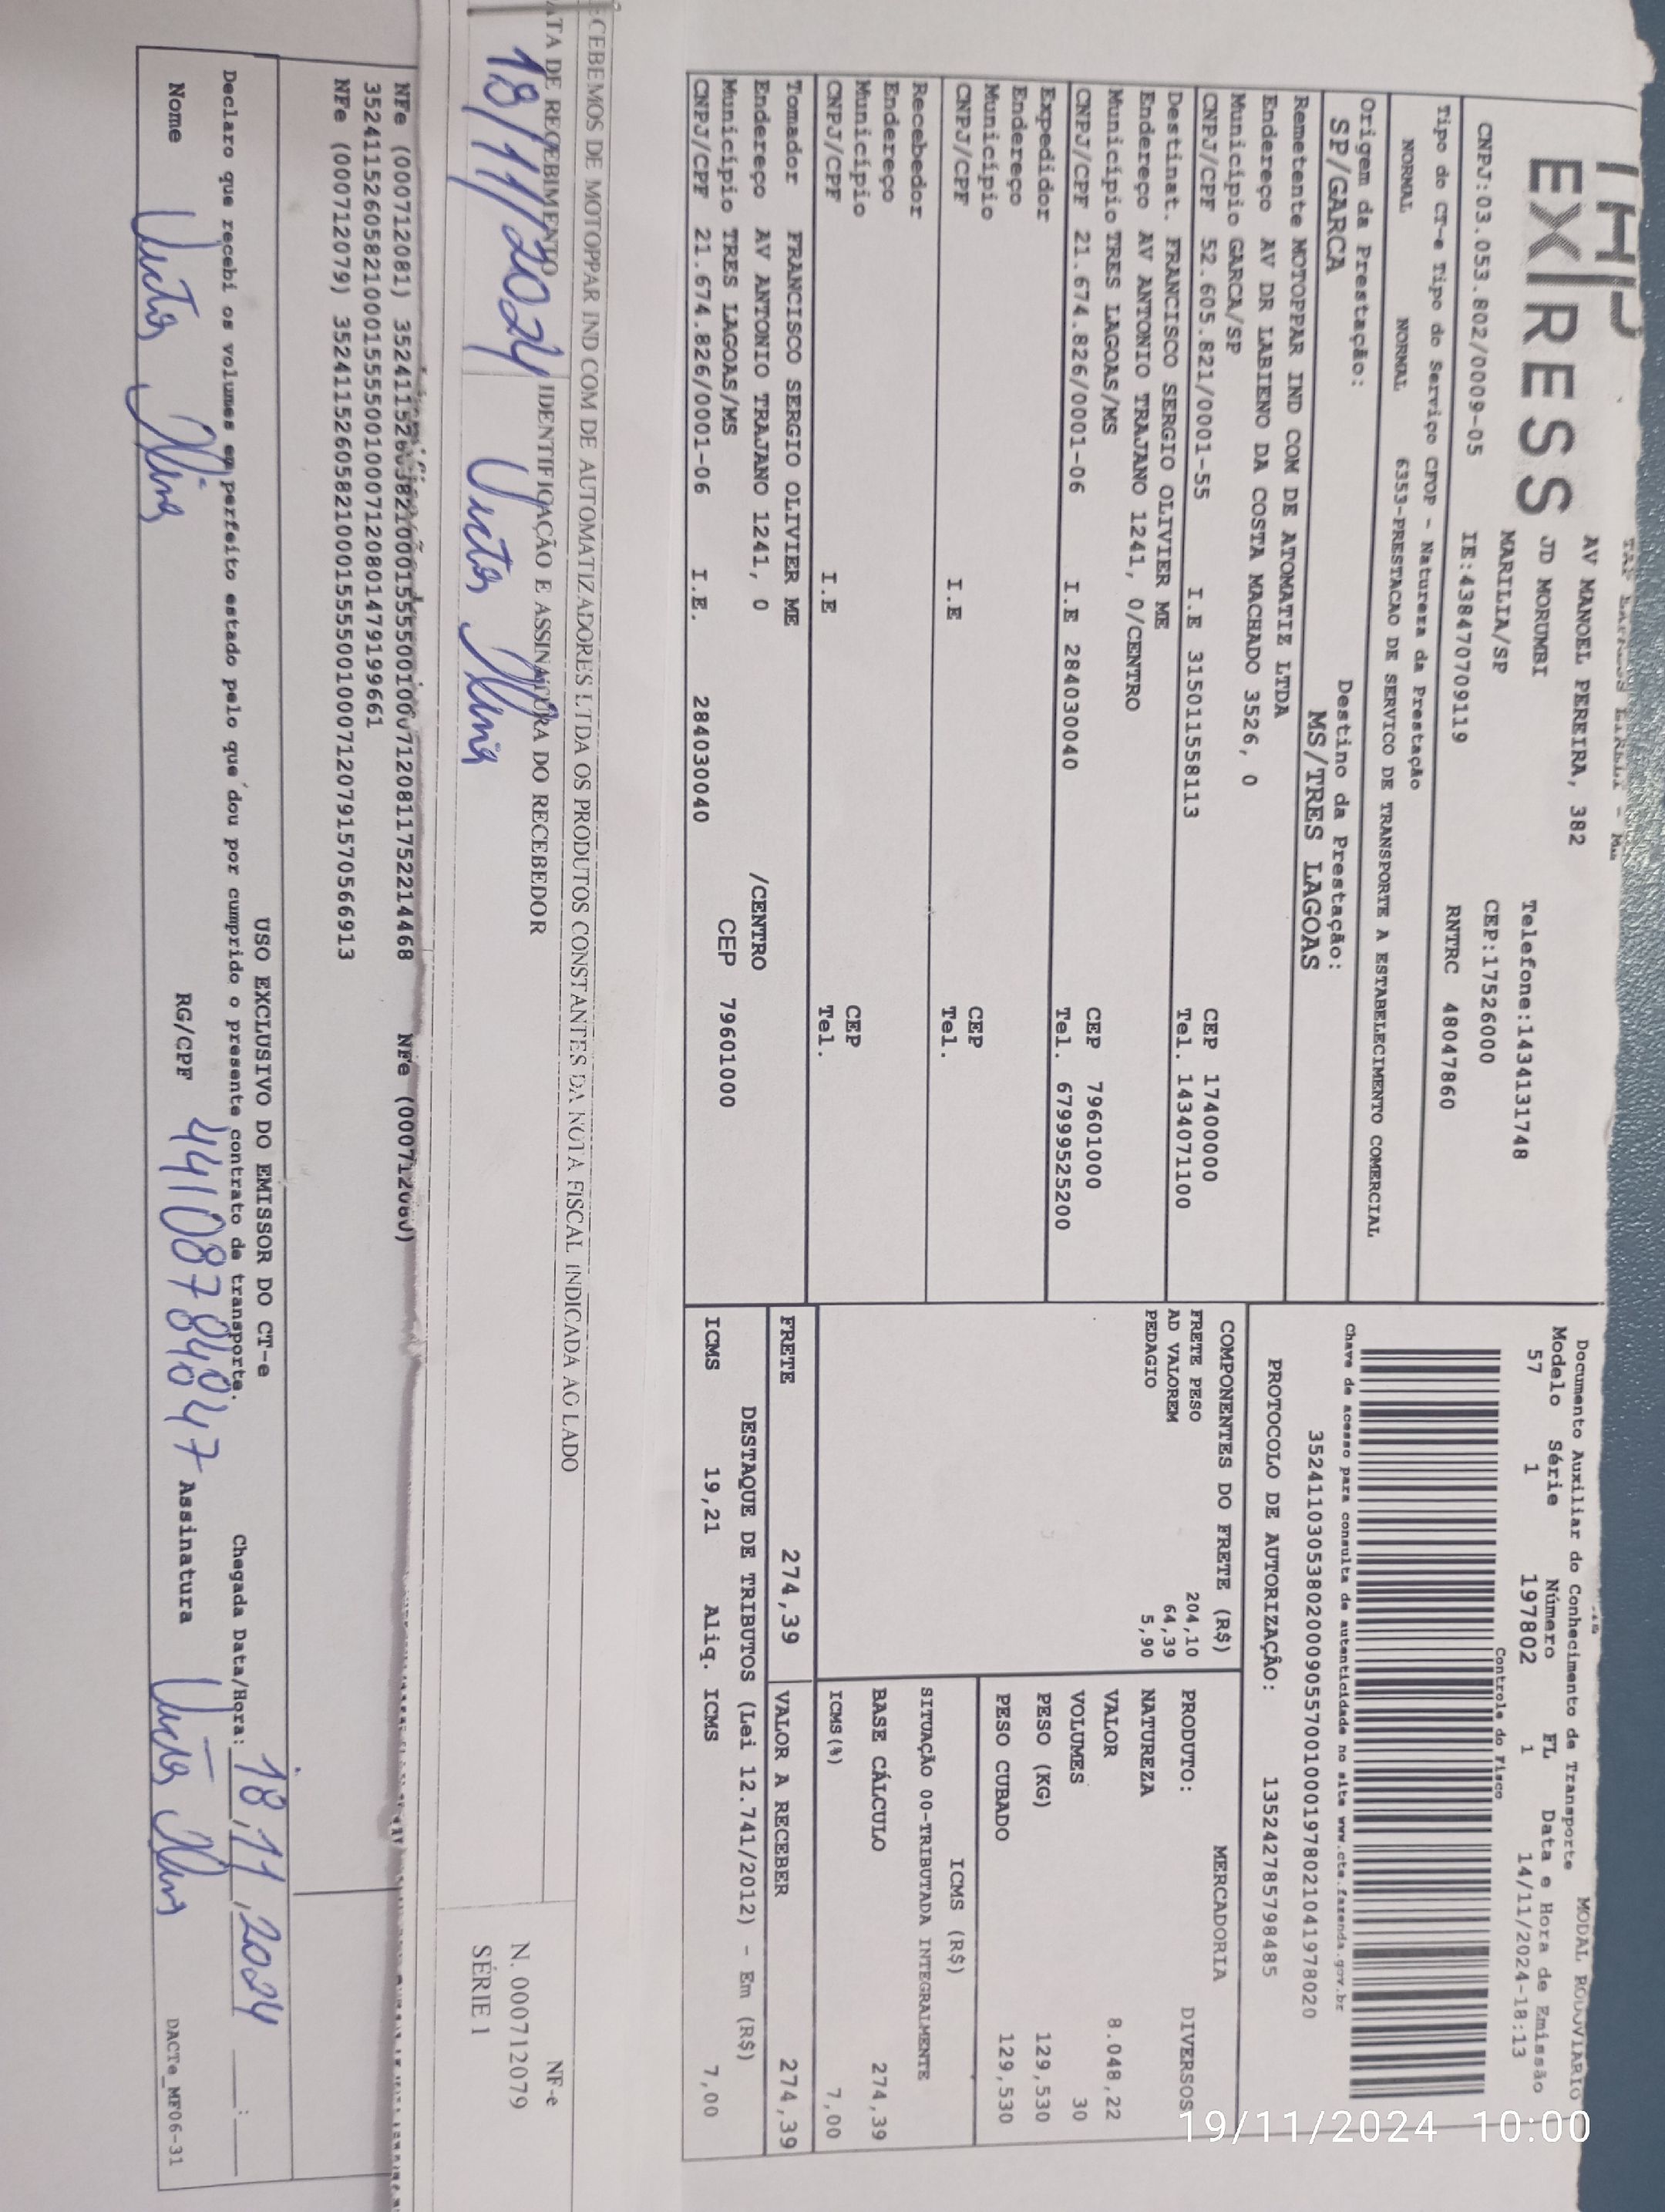 EXPRESS
AV MANOEL PEREIRA, 382
JD MORUMBI
MARILIA/SP
Telefone:1434131748
CEP:17526000
CNPJ:03.053.802/0009-05 IE:438470709119 RNTRC 48047860
Tipo do CT-e Tipo do Serviço CFOP - Natureza da Prestação
NORMAL NORMAL 6353-PRESTACAO DE SERVICO DE TRANSPORTE A ESTABELECIMENTO COMERCIAL
Origem da Prestação: Destino da Prestação:
SP/GARCA MS/TRES LAGOAS
Remetente MOTOPPAR IND COM DE ATOMATIZ LTDA
Endereço AV DR LABIENO DA COSTA MACHADO 3526, 0
Município GARCA/SP CEP 17400000
CNPJ/CPF 52.605.821/0001-55 I.E 315011558113 Tel. 1434071100
Destinat. FRANCISCO SERGIO OLIVIER ME
Endereço AV ANTONIO TRAJANO 1241, 0/CENTRO
Município TRES LAGOAS/MS CEP 79601000
CNPJ/CPF 21.674.826/0001-06 I.E 284030040 Tel. 67999525200
Expedidor
Endereço
Município CEP
CNPJ/CPF I.E Tel.
Recebedor
Endereço
Município CEP
CNPJ/CPF I.E Tel.
Tomador FRANCISCO SERGIO OLIVIER ME
Endereço AV ANTONIO TRAJANO 1241, 0 /CENTRO
Município TRES LAGOAS/MS CEP 79601000
CNPJ/CPF 21.674.826/0001-06 I.E. 284030040
Documento Auxiliar do Conhecimento de Transporte MODAL RODOVIARIO
Modelo Série Número FL Data e Hora de Emissão
57 1 197802 1 14/11/2024-18:13
Controle do Fisco
Chave de acesso para consulta de autenticidade no site www.cte.fazenda.gov.br
35241103053802000905570010001978021041978020
PROTOCOLO DE AUTORIZAÇÃO: 135242785798485
COMPONENTES DO FRETE (R$)
FRETE PESO 204,10
AD VALOREM 64,39
PEDAGIO 5,90
MERCADORIA
PRODUTO: DIVERSOS
NATUREZA
VALOR 8.048,22
VOLUMES 30
PESO (KG) 129,530
PESO CUBADO 129,530
ICMS (R$)
SITUAÇÃO 00-TRIBUTADA INTEGRALMENTE
BASE CÁLCULO 274,39
ICMS(%) 7,00
FRETE 274,39 VALOR A RECEBER 274,39
DESTAQUE DE TRIBUTOS (Lei 12.741/2012) - Em (R$)
ICMS 19,21 Aliq. ICMS 7,00
CEBEMOS DE MOTOPPAR IND COM DE AUTOMATIZADORES LTDA OS PRODUTOS CONSTANTES DA NOTA FISCAL INDICADA AO LADO
ATA DE RECEBIMENTO IDENTIFICAÇÃO E ASSINATURA DO RECEBEDOR
18/11/2024 Victor
NF-e
N. 000712079
SÉRIE 1
NFe (000712081) 35241152605821000155550010007120811752214468 NFe (000712080)
35241152605821000155550010007120801479199661
NFe (000712079) 35241152605821000155550010007120791570566913
USO EXCLUSIVO DO EMISSOR DO CT-e
Declaro que recebi os volumes em perfeito estado pelo que dou por cumprido o presente contrato de transporte. Chegada Data/Hora: 18/11/2024 __:__
Nome Victor RG/CPF 44108784047 Assinatura Victor
DACTe_MF06-31
19/11/2024 10:00